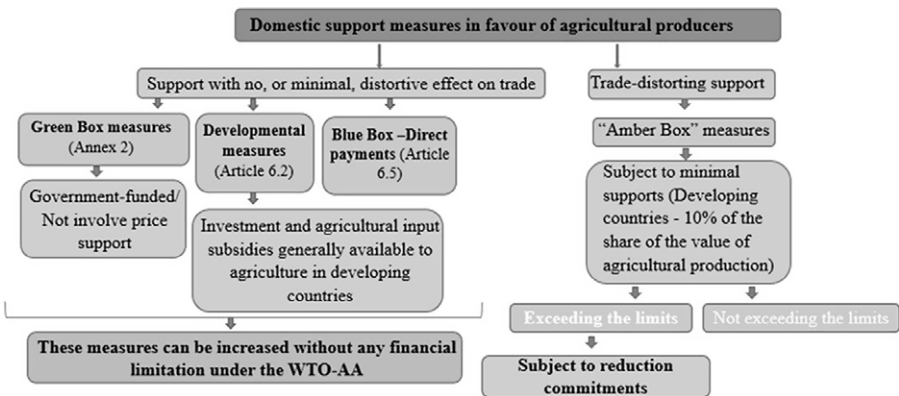 Domestic support measures in favour of agricultural producers
Support with no, or minimal, distortive effect on trade
Trade-distorting support
Green Box measures
(Annex 2)
Developmental
measures
(Article 6.2)
Blue Box –Direct
payments (Article
6.5)
“Amber Box” measures
Government-funded/
Not involve price
support
Investment and agricultural input
subsidies generally available to
agriculture in developing
countries
Subject to minimal
supports (Developing
countries - 10% of the
share of the value of
agricultural production)
Exceeding the limits
Not exceeding the limits
These measures can be increased without any financial
limitation under the WTO-AA
Subject to reduction
commitments